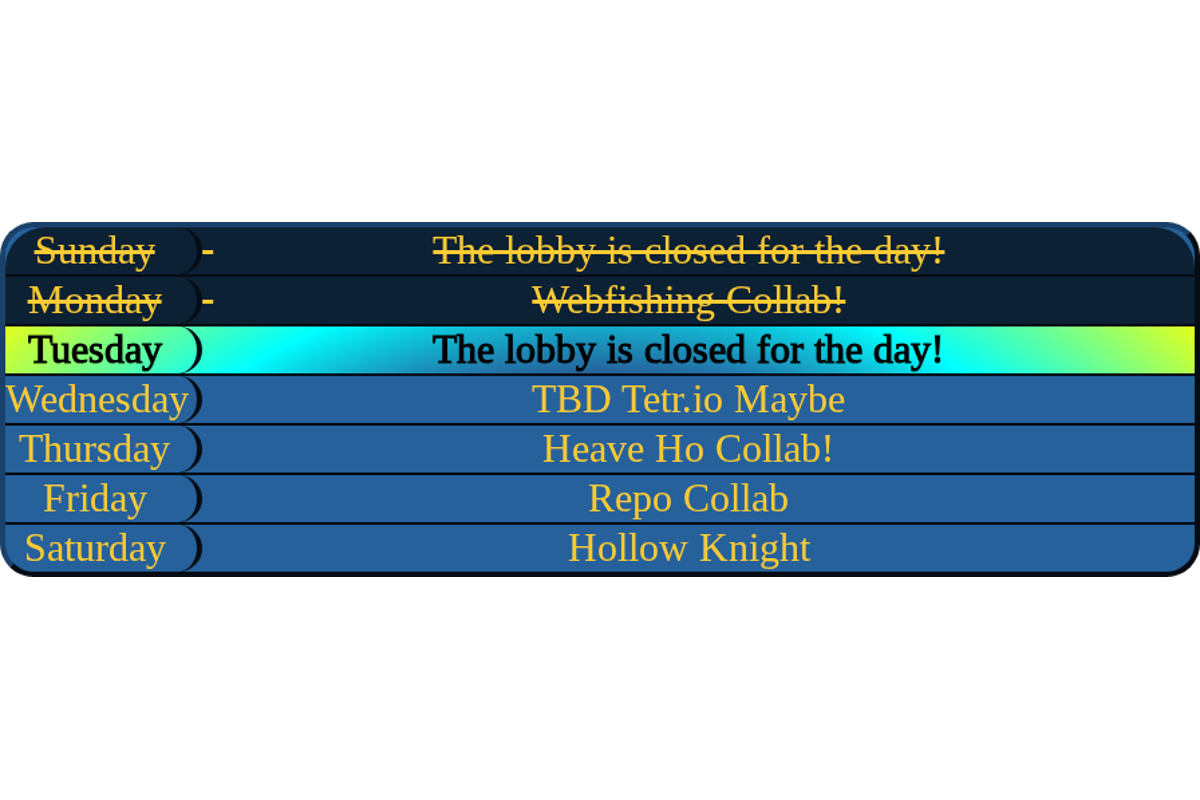 Sunday - The lobby is closed for the day!
Monday - Webfishing Collab!
Tuesday The lobby is closed for the day!
Wednesday TBD Tetr.io Maybe
Thursday Heave Ho Collab!
Friday Repo Collab
Saturday Hollow Knight